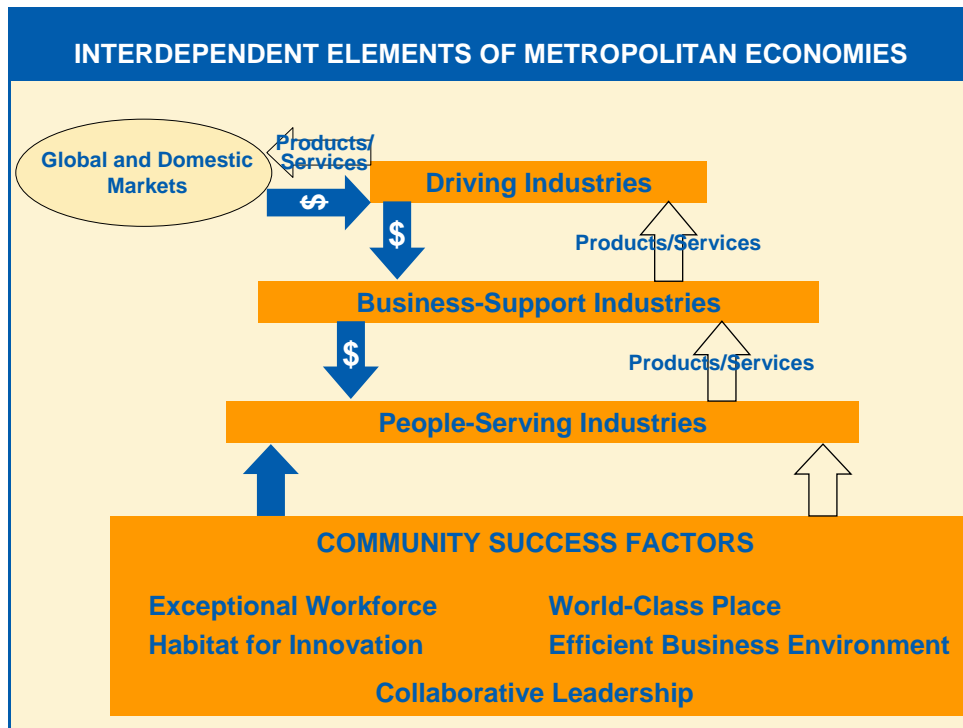 INTERDEPENDENT ELEMENTS OF METROPOLITAN ECONOMIES
Products/
Services
Global and Domestic
Markets
Driving Industries
$
$
Products/Services
Business-Support Industries
$
Products/Services
People-Serving Industries
COMMUNITY SUCCESS FACTORS
Exceptional Workforce
World-Class Place
Habitat for Innovation
Efficient Business Environment
Collaborative Leadership